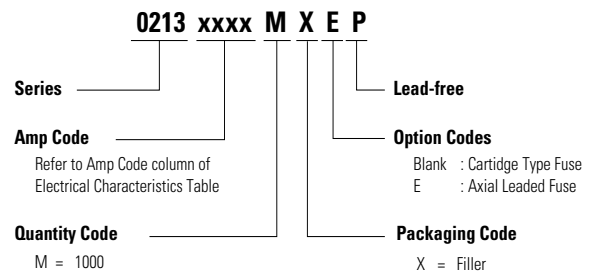 0213 xxxx M X E P
Series
Lead-free
Amp Code
Refer to Amp Code column of
Electrical Characteristics Table
Option Codes
Blank : Cartidge Type Fuse
E : Axial Leaded Fuse
Quantity Code
M = 1000
Packaging Code
X = Filler